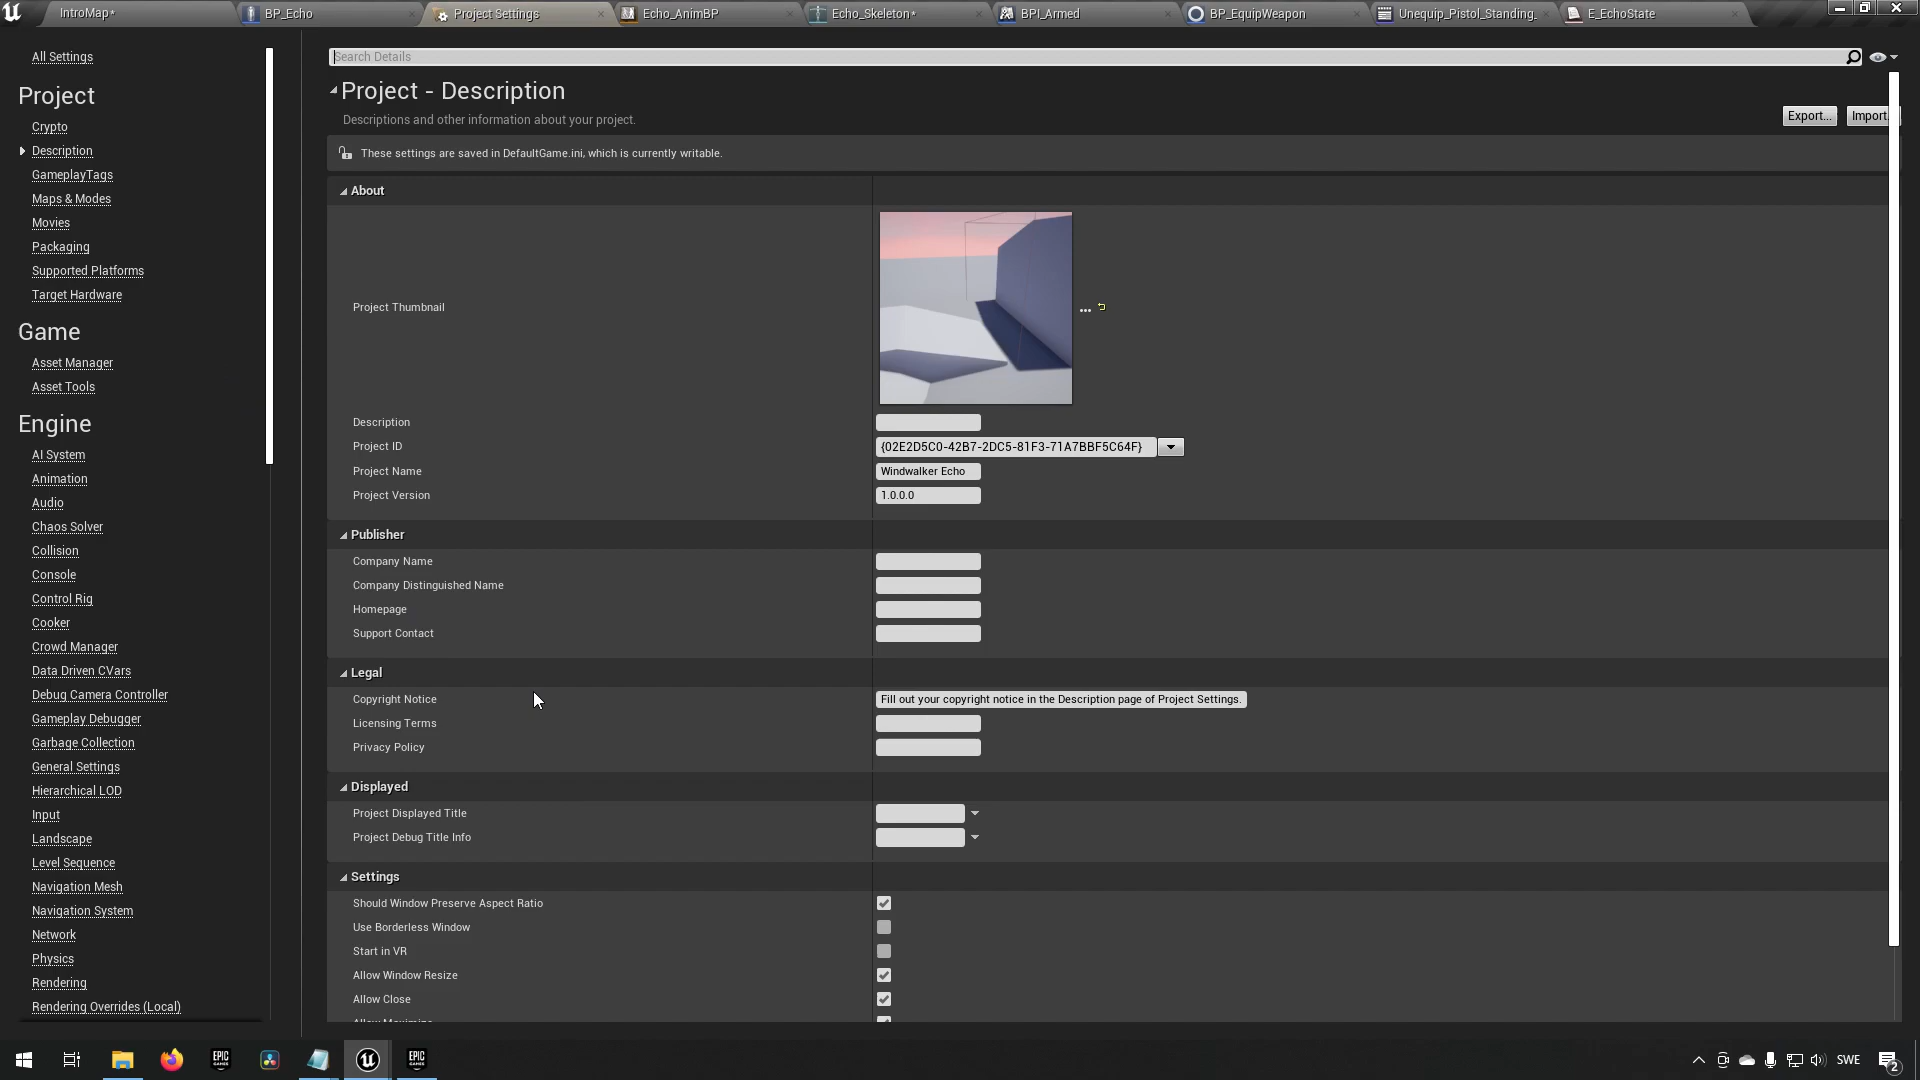 IntroMap*
BP_Echo
Project Settings
Echo_AnimBP
Echo_Skeleton*
BPI_Armed
BP_EquipWeapon
Unequip_Pistol_Standing_
E_EchoState
All Settings
Project
Crypto
Description
GameplayTags
Maps & Modes
Movies
Packaging
Supported Platforms
Target Hardware
Game
Asset Manager
Asset Tools
Engine
AI System
Animation
Audio
Chaos Solver
Collision
Console
Control Rig
Cooker
Crowd Manager
Data Driven CVars
Debug Camera Controller
Gameplay Debugger
Garbage Collection
General Settings
Hierarchical LOD
Input
Landscape
Level Sequence
Navigation Mesh
Navigation System
Network
Physics
Rendering
Rendering Overrides (Local)
Search Details
Project - Description
Descriptions and other information about your project.
Export...
Import
These settings are saved in DefaultGame.ini, which is currently writable.
About
Project Thumbnail
...
Description
Project ID
{02E2D5C0-42B7-2DC5-81F3-71A7BBF5C64F}
Project Name
Windwalker Echo
Project Version
1.0.0.0
Publisher
Company Name
Company Distinguished Name
Homepage
Support Contact
Legal
Copyright Notice
Fill out your copyright notice in the Description page of Project Settings.
Licensing Terms
Privacy Policy
Displayed
Project Displayed Title
Project Debug Title Info
Settings
Should Window Preserve Aspect Ratio
Use Borderless Window
Start in VR
Allow Window Resize
Allow Close
Allow Maximize
EPIC GAMES
EPIC GAMES
SWE
2